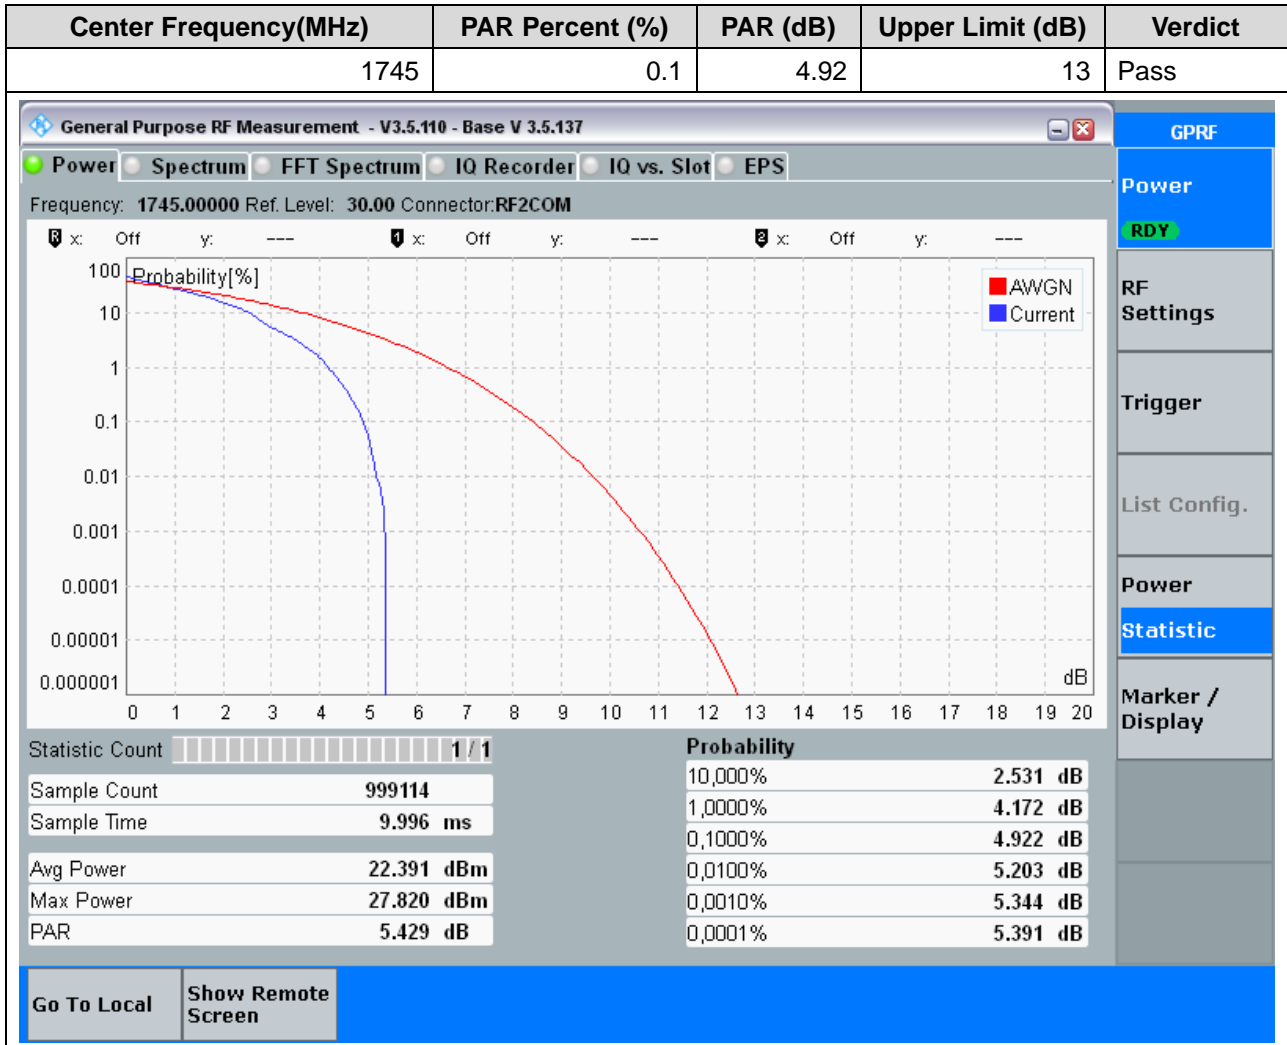 Center Frequency(MHz) PAR Percent (%) PAR (dB) Upper Limit (dB) Verdict
1745 0.1 4.92 13 Pass
General Purpose RF Measurement - V3.5.110 - Base V 3.5.137
GPRF
Power Spectrum FFT Spectrum IQ Recorder IQ vs. Slot EPS
Frequency: 1745.00000 Ref. Level: 30.00 Connector:RF2COM
R x: Off y: --- 1 x: Off y: --- 2 x: Off y: ---
Probability[%]
AWGN
Current
100
10
1
0.1
0.01
0.001
0.0001
0.00001
0.000001
dB
0 1 2 3 4 5 6 7 8 9 10 11 12 13 14 15 16 17 18 19 20
Statistic Count 1 / 1
Sample Count 999114
Sample Time 9.996 ms
Avg Power 22.391 dBm
Max Power 27.820 dBm
PAR 5.429 dB
Probability
10,000% 2.531 dB
1,0000% 4.172 dB
0,1000% 4.922 dB
0,0100% 5.203 dB
0,0010% 5.344 dB
0,0001% 5.391 dB
Power
RDY
RF
Settings
Trigger
List Config.
Power
Statistic
Marker /
Display
Go To Local
Show Remote
Screen